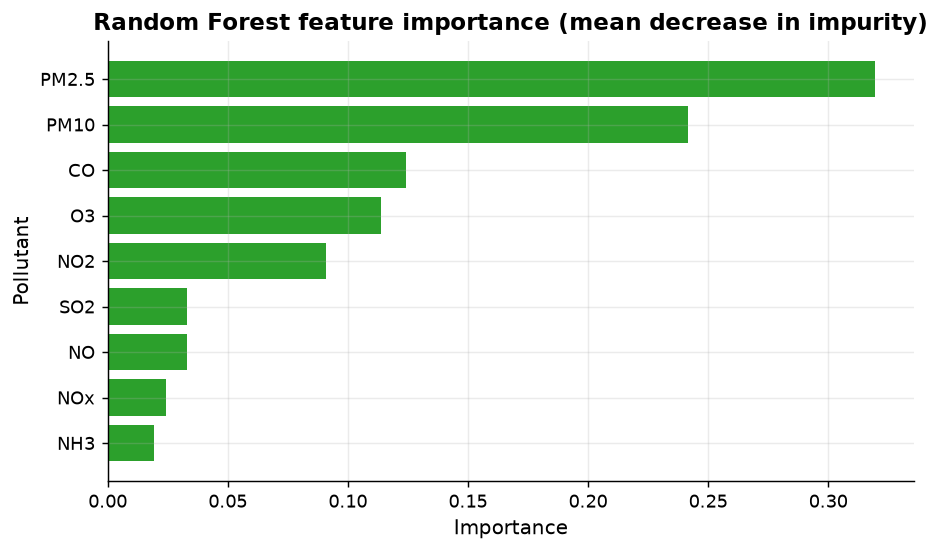 Random Forest feature importance (mean decrease in impurity)
PM2.5
PM10
CO
O3
NO2
SO2
NO
NOx
NH3
Pollutant
0.00 0.05 0.10 0.15 0.20 0.25 0.30
Importance